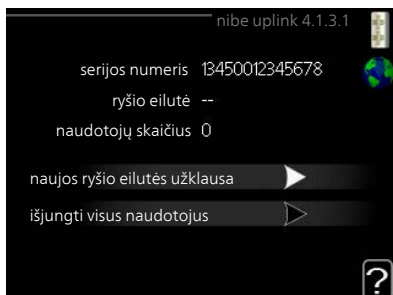 nibe uplink 4.1.3.1
serijos numeris 13450012345678
ryšio eilutė --
naudotojų skaičius 0
naujos ryšio eilutės užklausa
išjungti visus naudotojus
?